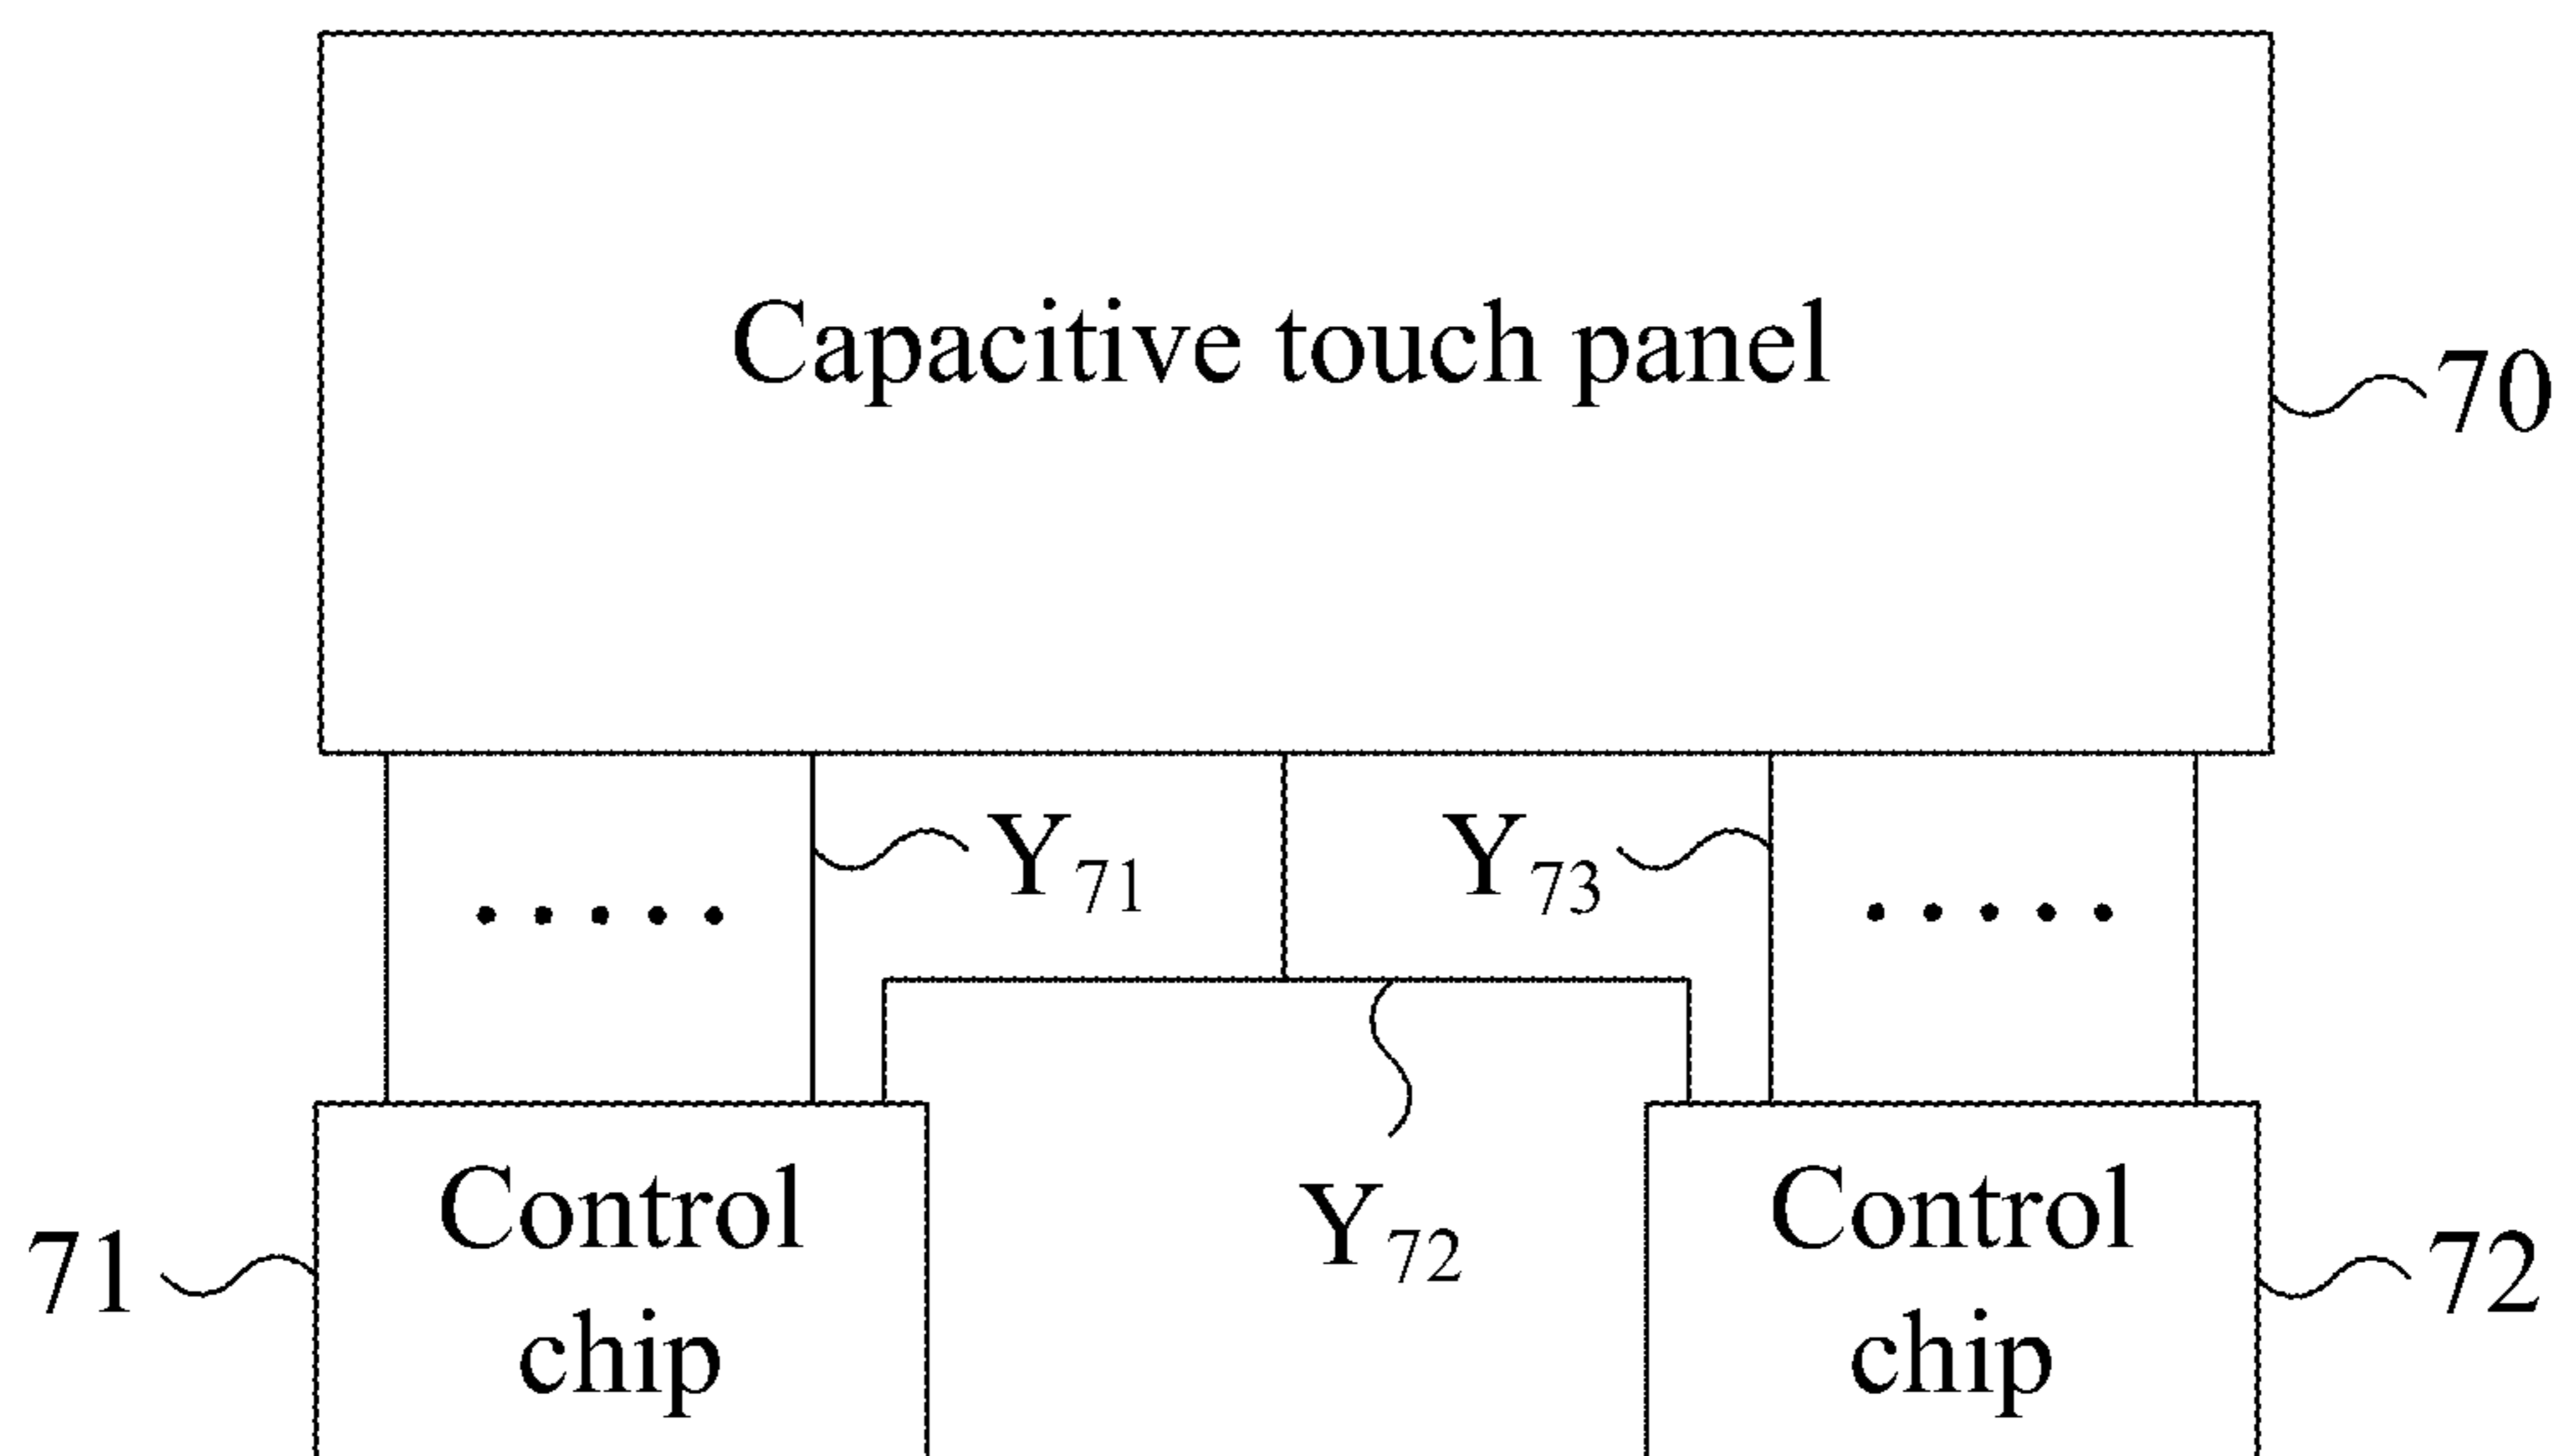 Capacitive touch panel
70
Y71
Y73
Y72
71
Control
chip
Control
chip
72